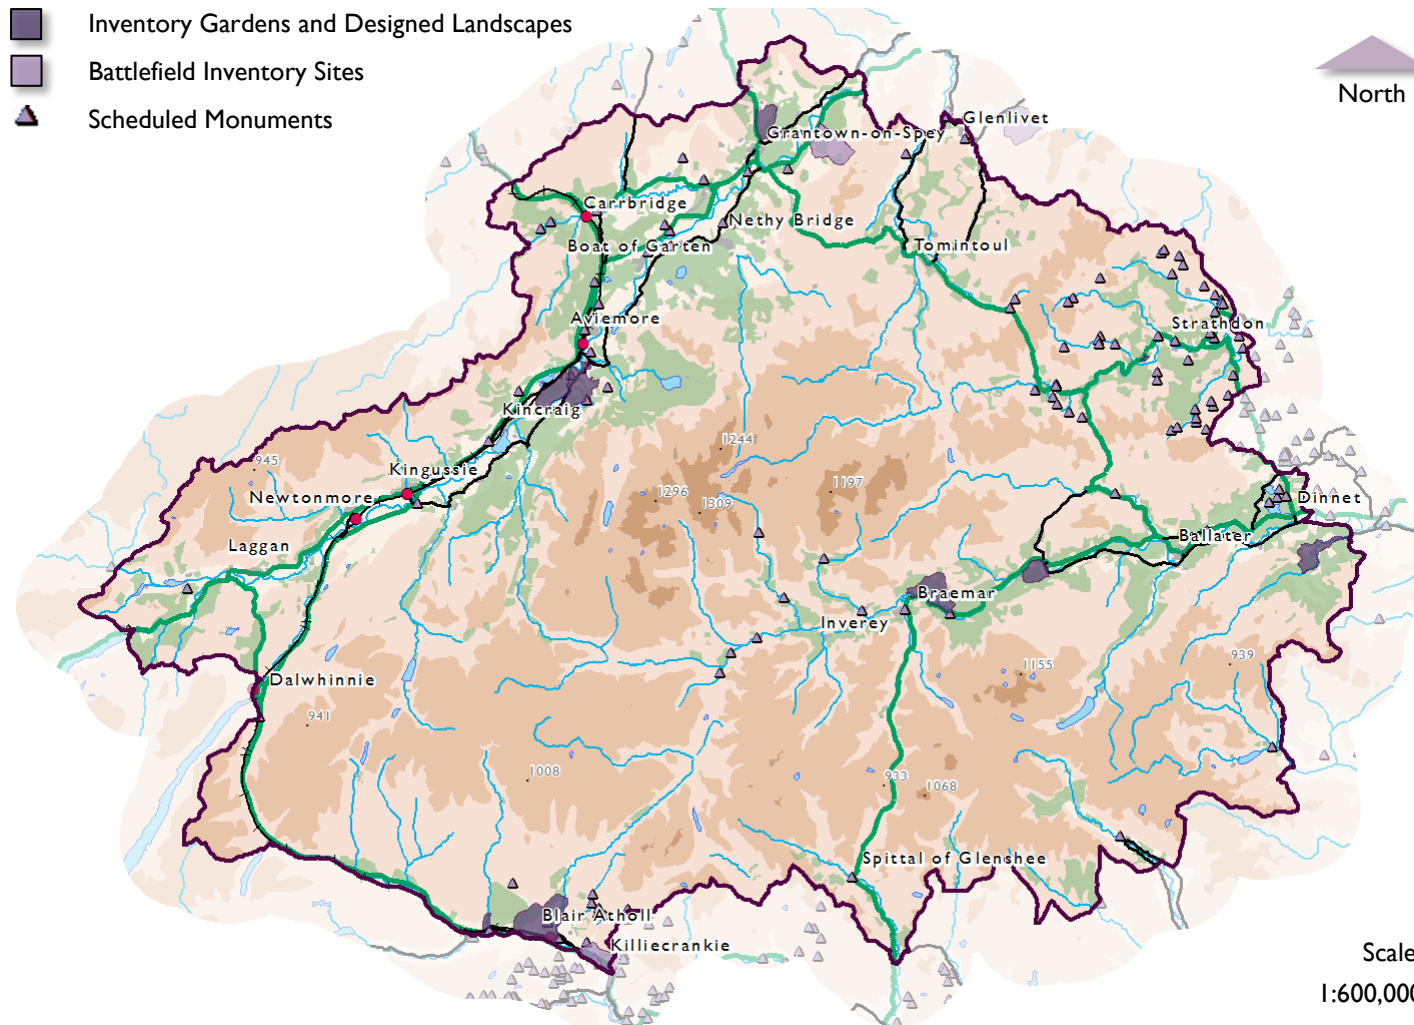 Inventory Gardens and Designed Landscapes
Battlefield Inventory Sites
Scheduled Monuments
North
Glenlivet
Grantown-on-Spey
Carrbridge
Nethy Bridge
Boat of Garten
Tomintoul
Aviemore
Strathdon
Kincraig
1244
945
Kingussie
1197
Newtonmore
1296
1309
Dinnet
Laggan
Ballater
Braemar
Inverey
939
1155
Dalwhinnie
941
1008
933
1068
Spittal of Glenshee
Blair Atholl
Killiecrankie
Scale
1:600,000